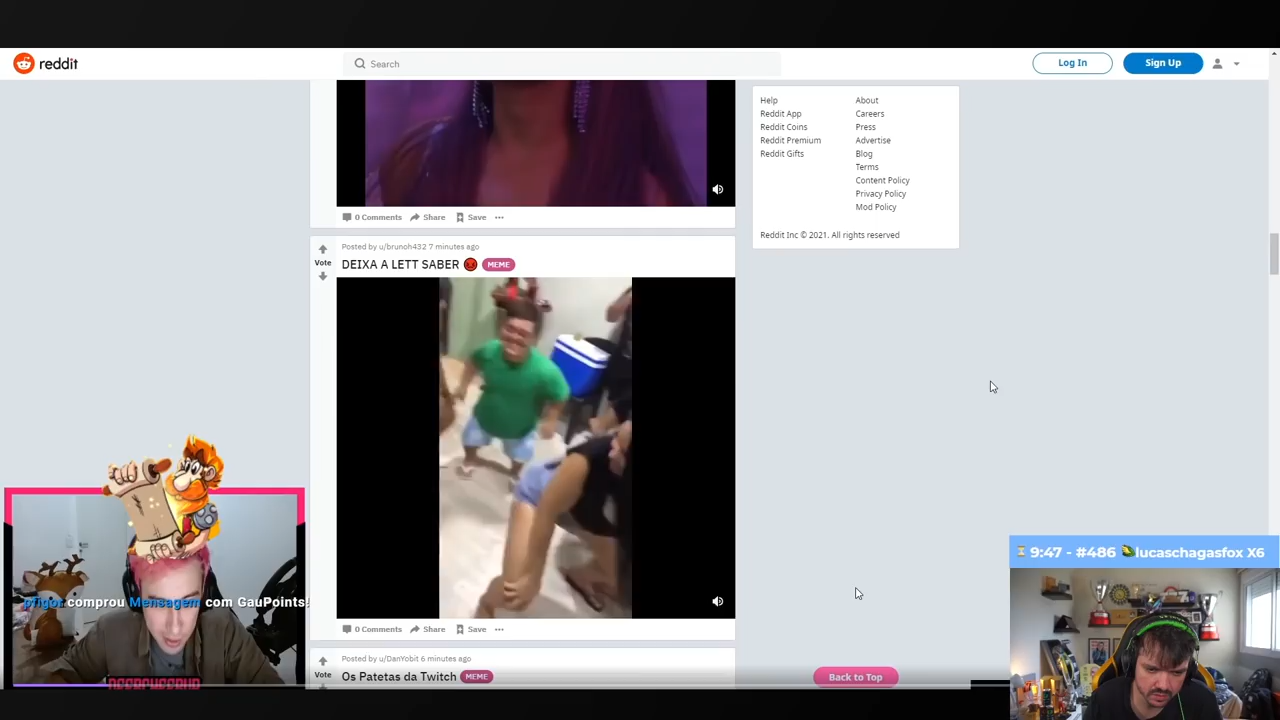 reddit
Search
Log In
Sign Up
Help
About
Reddit App
Careers
Reddit Coins
Press
Reddit Premium
Advertise
Reddit Gifts
Blog
Terms
Content Policy
Privacy Policy
Mod Policy
Reddit Inc © 2021. All rights reserved
0 Comments Share Save
Posted by u/brunoh432 7 minutes ago
Vote
DEIXA A LETT SABER MEME
0 Comments Share Save
Posted by u/DanYobit 6 minutes ago
Vote
Os Patetas da Twitch MEME
Back to Top
comprou Mensagem com GauPoints!
9:47 - #486 lucaschagasfox X6